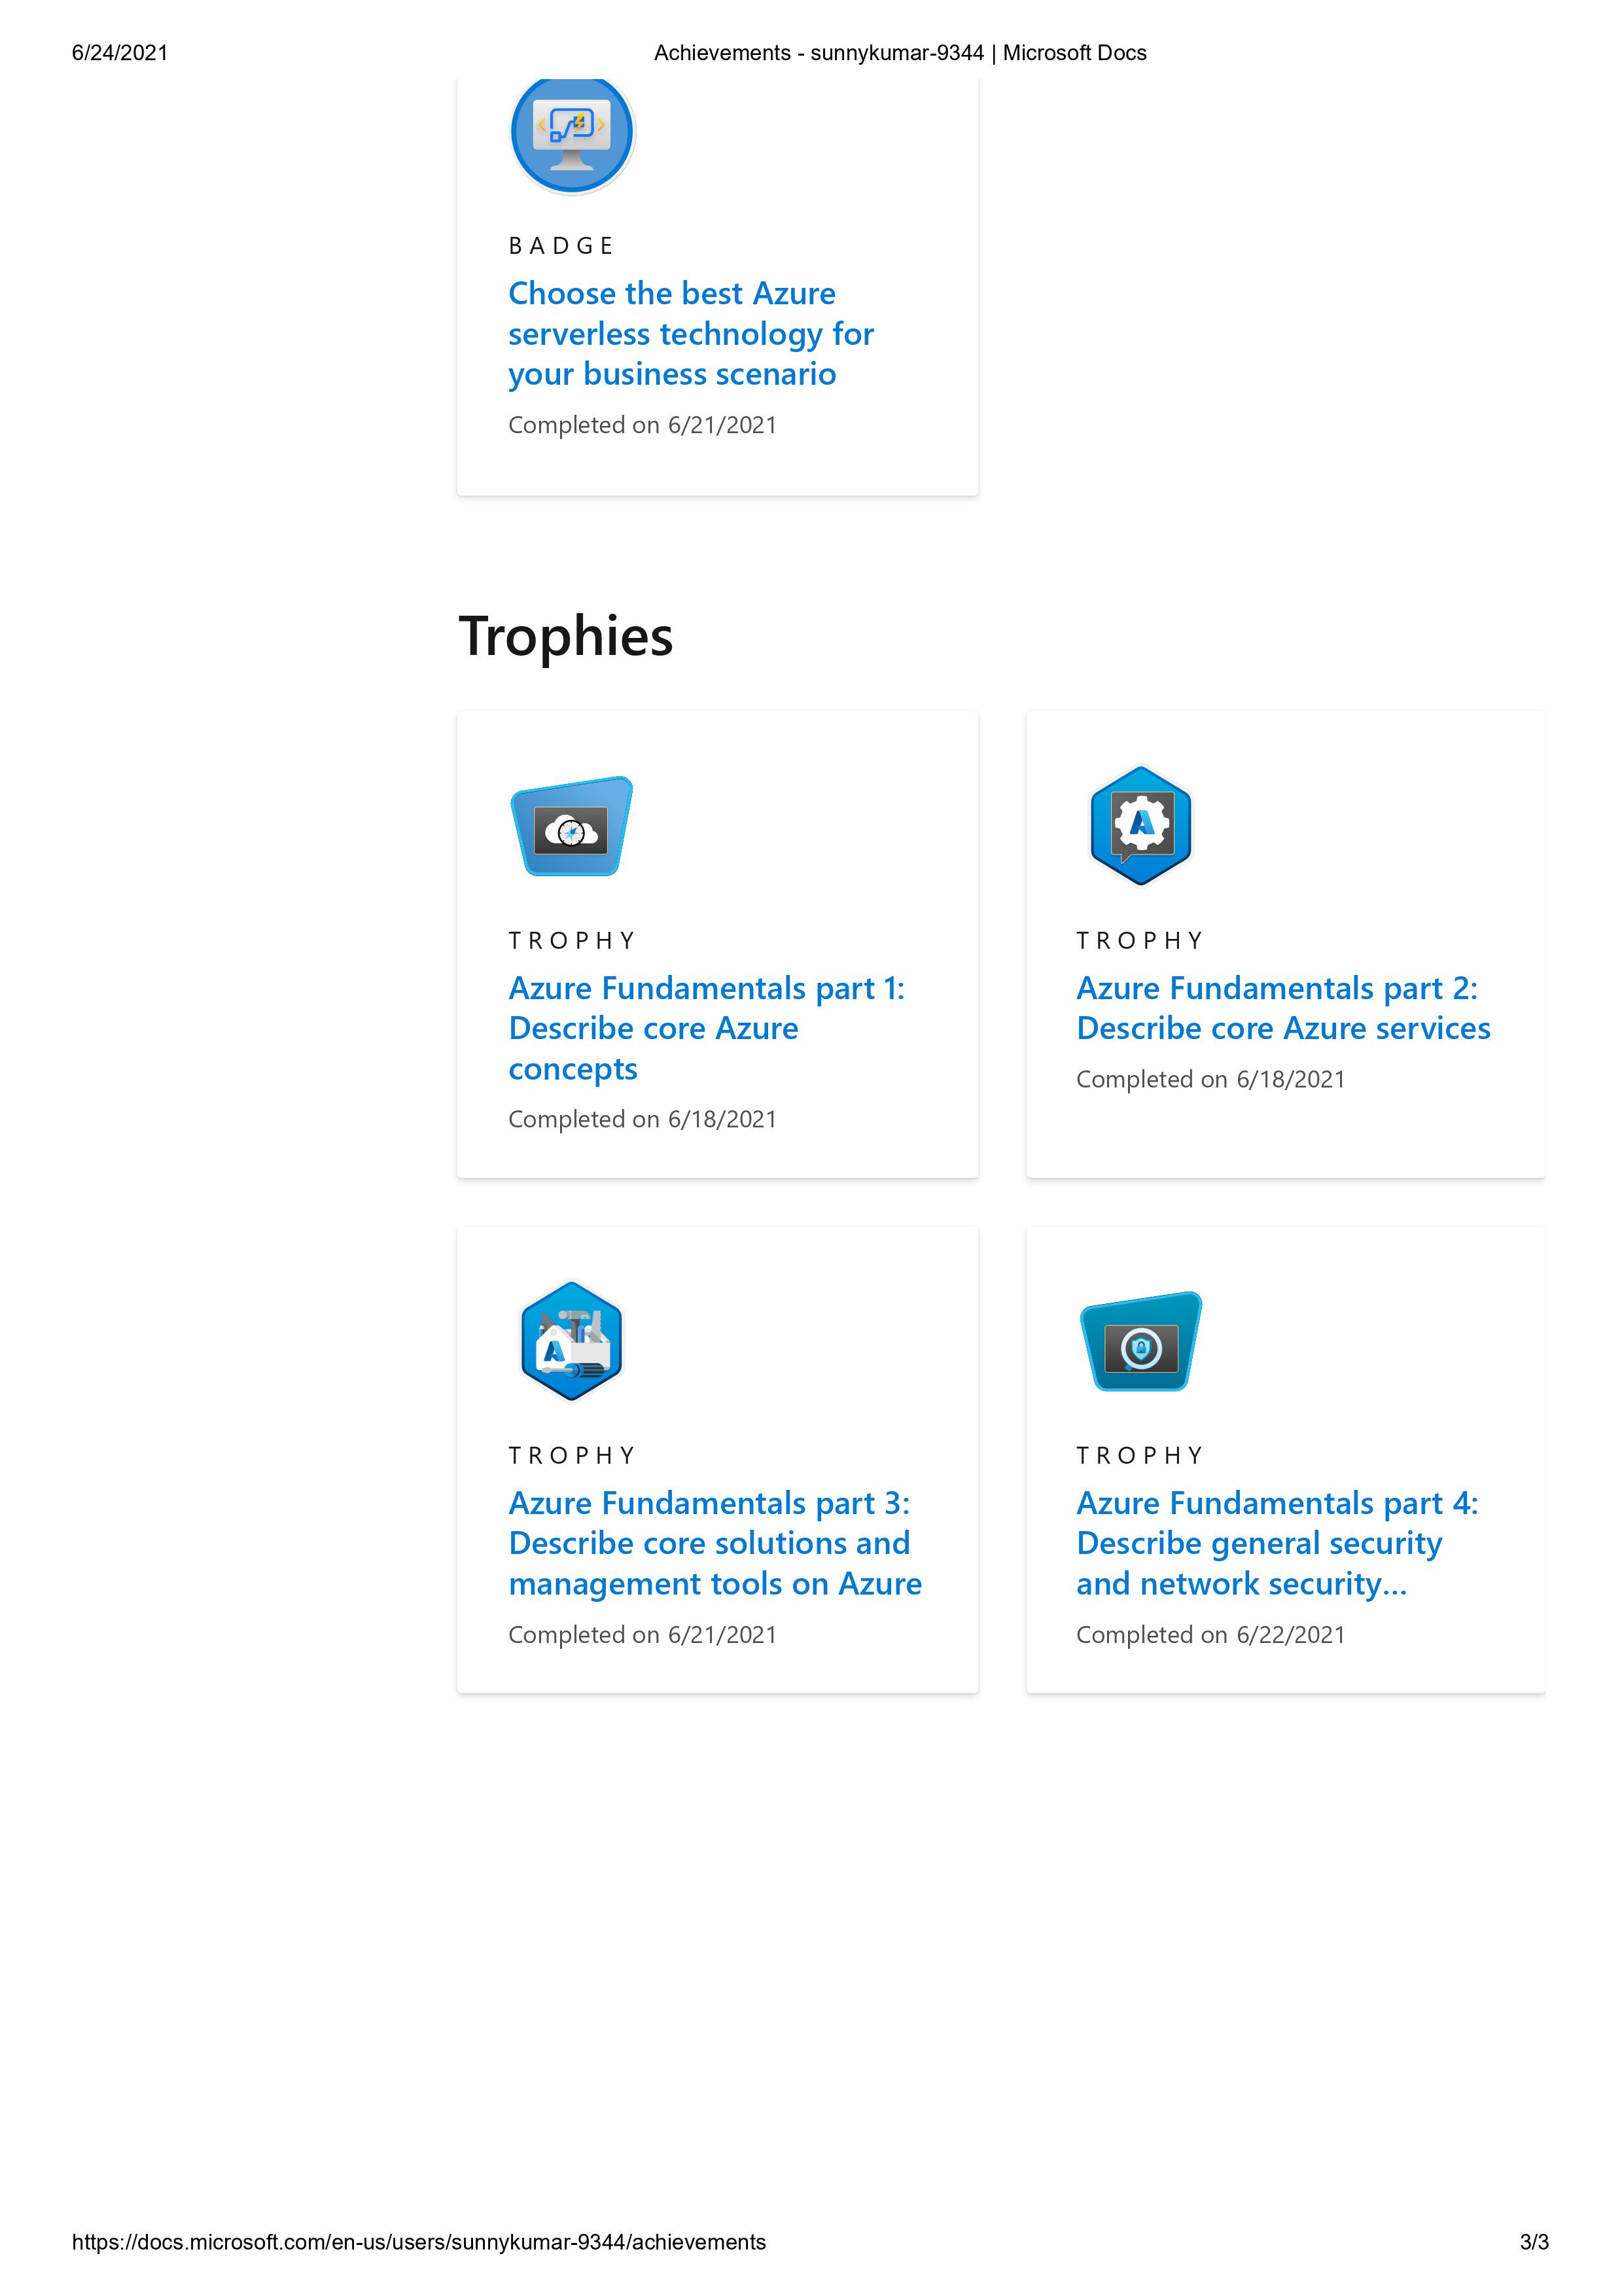 6/24/2021
Achievements - sunnykumar-9344 | Microsoft Docs
BADGE
Choose the best Azure
serverless technology for
your business scenario
Completed on 6/21/2021
Trophies
TROPHY
Azure Fundamentals part 1:
Describe core Azure
concepts
Completed on 6/18/2021
TROPHY
Azure Fundamentals part 2:
Describe core Azure services
Completed on 6/18/2021
TROPHY
Azure Fundamentals part 3:
Describe core solutions and
management tools on Azure
Completed on 6/21/2021
TROPHY
Azure Fundamentals part 4:
Describe general security
and network security...
Completed on 6/22/2021
https://docs.microsoft.com/en-us/users/sunnykumar-9344/achievements
3/3